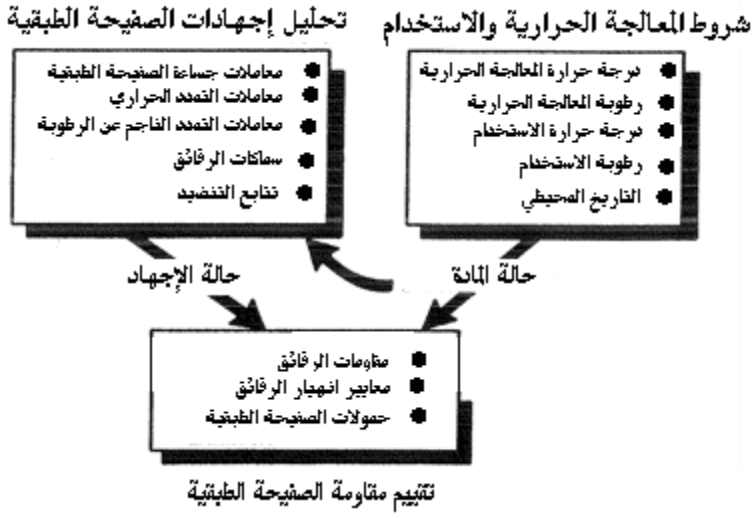 شروط المعالجة الحرارية والاستخدام
درجة حرارة المعالجة الحرارية
رطوبة المعالجة الحرارية
درجة حرارة الاستخدام
رطوبة الاستخدام
التاريخ المحيطي
تحليل إجهادات الصفيحة الطبقية
معاملات جساءة الصفيحة الطبقية
معاملات التمدد الحراري
معاملات التمدد الناجم عن الرطوبة
سماكات الرقائق
تتابع التنضيد
حالة المادة
حالة الإجهاد
مقاومات الرقائق
معايير انهيار الرقائق
حمولات الصفيحة الطبقية
تقييم مقاومة الصفيحة الطبقية